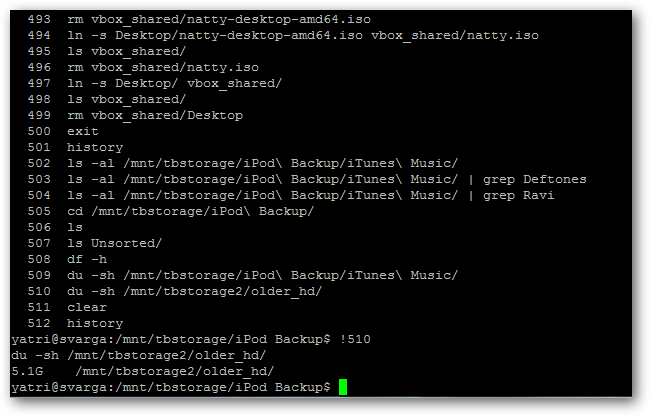 493  rm vbox_shared/natty-desktop-amd64.iso
494  ln -s Desktop/natty-desktop-amd64.iso vbox_shared/natty.iso
495  ls vbox_shared/
496  rm vbox_shared/natty.iso
497  ln -s Desktop/ vbox_shared/
498  ls vbox_shared/
499  rm vbox_shared/Desktop
500  exit
501  history
502  ls -al /mnt/tbstorage/iPod\ Backup/iTunes\ Music/
503  ls -al /mnt/tbstorage/iPod\ Backup/iTunes\ Music/ | grep Deftones
504  ls -al /mnt/tbstorage/iPod\ Backup/iTunes\ Music/ | grep Ravi
505  cd /mnt/tbstorage/iPod\ Backup/
506  ls
507  ls Unsorted/
508  df -h
509  du -sh /mnt/tbstorage/iPod\ Backup/iTunes\ Music/
510  du -sh /mnt/tbstorage2/older_hd/
511  clear
512  history
yatri@svarga:/mnt/tbstorage/iPod Backup$ !510
du -sh /mnt/tbstorage2/older_hd/
5.1G    /mnt/tbstorage2/older_hd/
yatri@svarga:/mnt/tbstorage/iPod Backup$